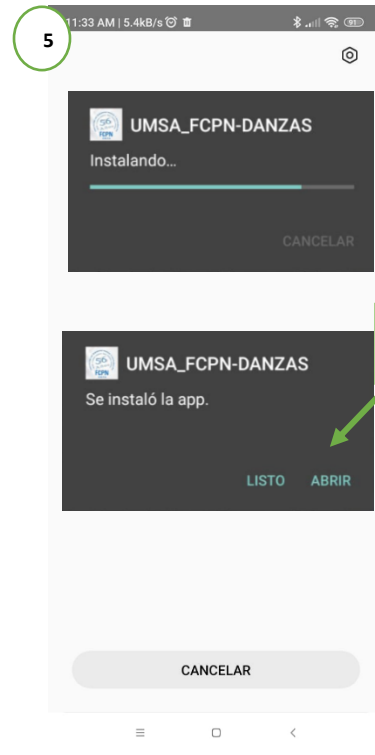 5
11:33 AM | 5.4kB/s
91
UMSA_FCPN-DANZAS
Instalando...
CANCELAR
UMSA_FCPN-DANZAS
Se instaló la app.
LISTO ABRIR
CANCELAR